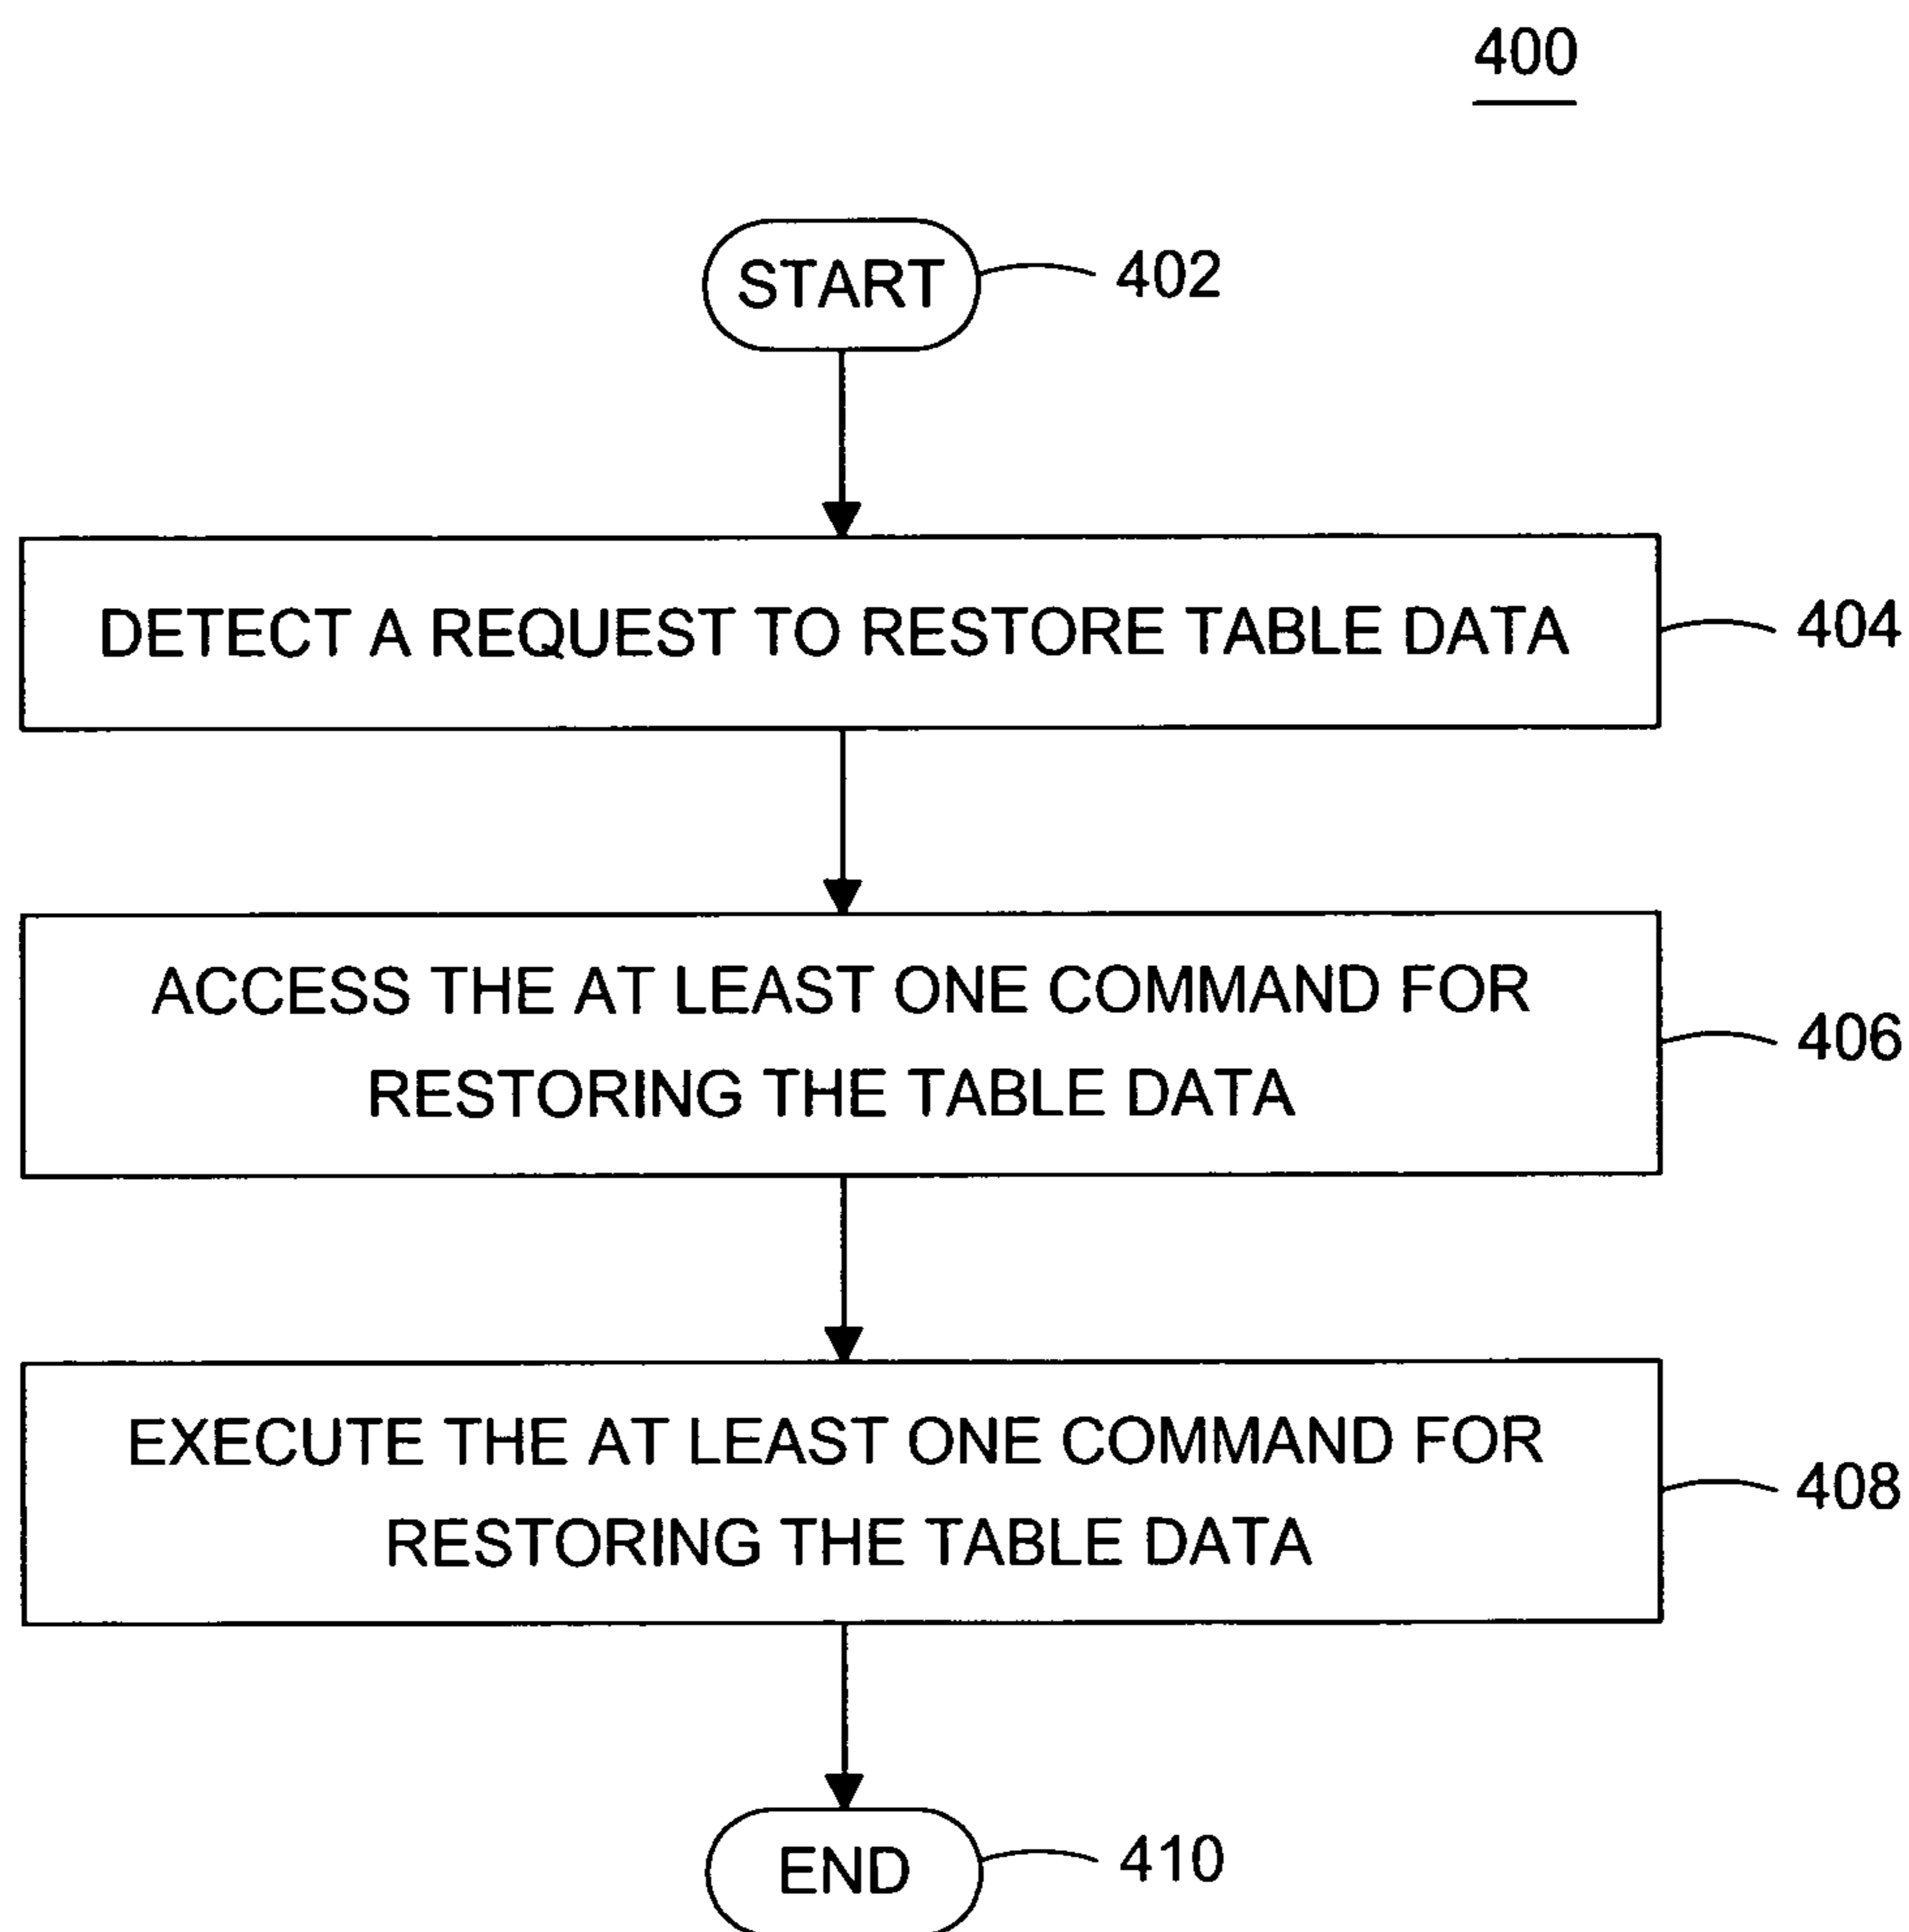 400
START
402
DETECT A REQUEST TO RESTORE TABLE DATA
404
ACCESS THE AT LEAST ONE COMMAND FOR
RESTORING THE TABLE DATA
406
EXECUTE THE AT LEAST ONE COMMAND FOR
RESTORING THE TABLE DATA
408
END
410